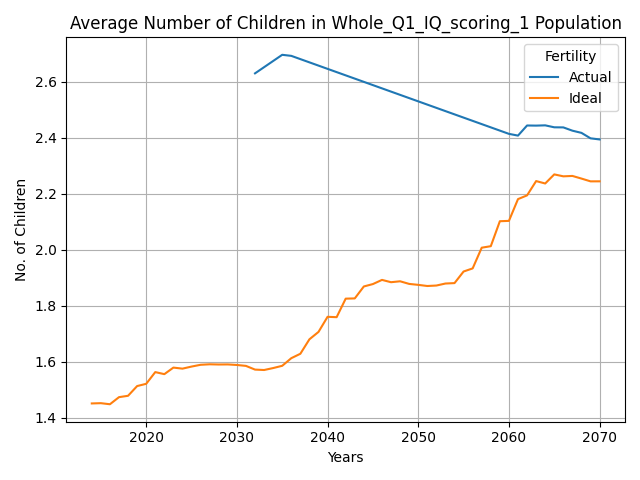 Average Number of Children in Whole_Q1_IQ_scoring_1 Population
Fertility
Actual
Ideal
No. of Children
2.6
2.4
2.2
2.0
1.8
1.6
1.4
2020 2030 2040 2050 2060 2070
Years